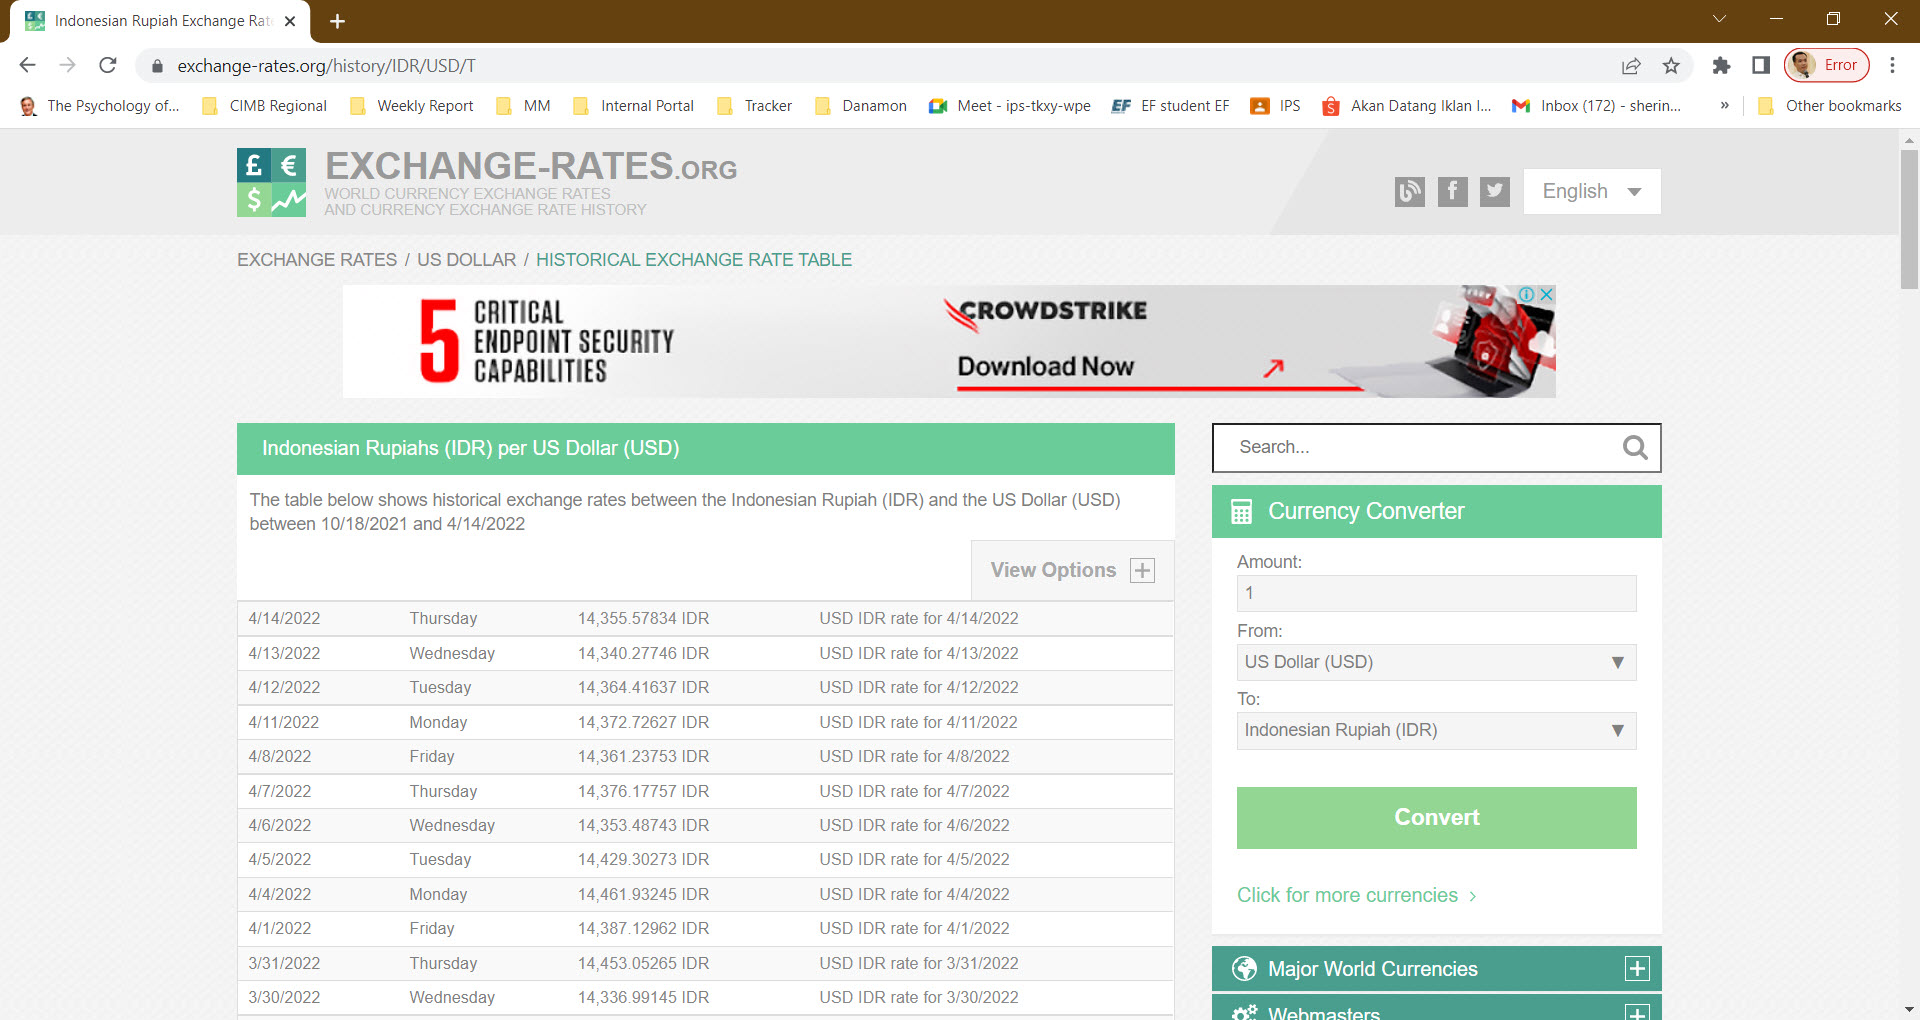 Indonesian Rupiah Exchange Rat
exchange-rates.org/history/IDR/USD/T
Error
The Psychology of...
CIMB Regional
Weekly Report
MM
Internal Portal
Tracker
Danamon
Meet - ips-tkxy-wpe
EF EF student EF
IPS
Akan Datang Iklan I...
Inbox (172) - sherin...
»
Other bookmarks
£ €
$
EXCHANGE-RATES.ORG
WORLD CURRENCY EXCHANGE RATES
AND CURRENCY EXCHANGE RATE HISTORY
English
EXCHANGE RATES / US DOLLAR / HISTORICAL EXCHANGE RATE TABLE
5 CRITICAL
ENDPOINT SECURITY
CAPABILITIES
CROWDSTRIKE
Download Now
Indonesian Rupiahs (IDR) per US Dollar (USD)
The table below shows historical exchange rates between the Indonesian Rupiah (IDR) and the US Dollar (USD)
between 10/18/2021 and 4/14/2022
View Options
4/14/2022 Thursday 14,355.57834 IDR USD IDR rate for 4/14/2022
4/13/2022 Wednesday 14,340.27746 IDR USD IDR rate for 4/13/2022
4/12/2022 Tuesday 14,364.41637 IDR USD IDR rate for 4/12/2022
4/11/2022 Monday 14,372.72627 IDR USD IDR rate for 4/11/2022
4/8/2022 Friday 14,361.23753 IDR USD IDR rate for 4/8/2022
4/7/2022 Thursday 14,376.17757 IDR USD IDR rate for 4/7/2022
4/6/2022 Wednesday 14,353.48743 IDR USD IDR rate for 4/6/2022
4/5/2022 Tuesday 14,429.30273 IDR USD IDR rate for 4/5/2022
4/4/2022 Monday 14,461.93245 IDR USD IDR rate for 4/4/2022
4/1/2022 Friday 14,387.12962 IDR USD IDR rate for 4/1/2022
3/31/2022 Thursday 14,453.05265 IDR USD IDR rate for 3/31/2022
3/30/2022 Wednesday 14,336.99145 IDR USD IDR rate for 3/30/2022
Search...
Currency Converter
Amount:
1
From:
US Dollar (USD)
To:
Indonesian Rupiah (IDR)
Convert
Click for more currencies
Major World Currencies
Webmasters